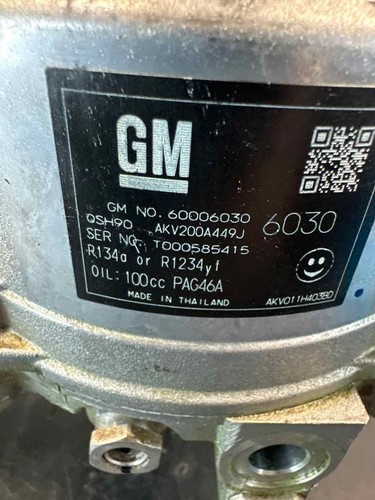 GM
GM NO. 60006030
QSH90 AKV200A449J 6030
SER NO. T000585415
R134a or R1234yf
OIL: 100cc PAG46A
MADE IN THAILAND
AKV011H403BD